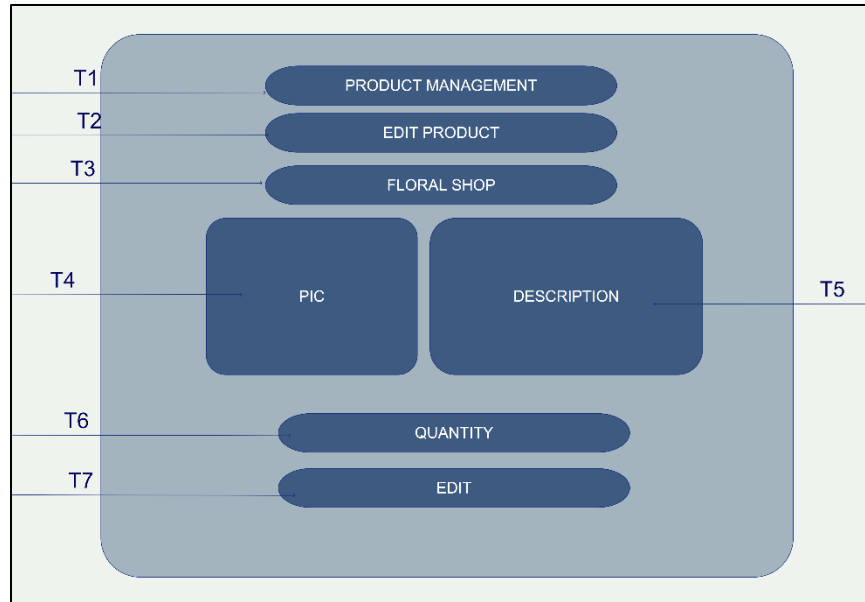 T1
PRODUCT MANAGEMENT
T2
EDIT PRODUCT
T3
FLORAL SHOP
T4
PIC
DESCRIPTION
T5
T6
QUANTITY
T7
EDIT